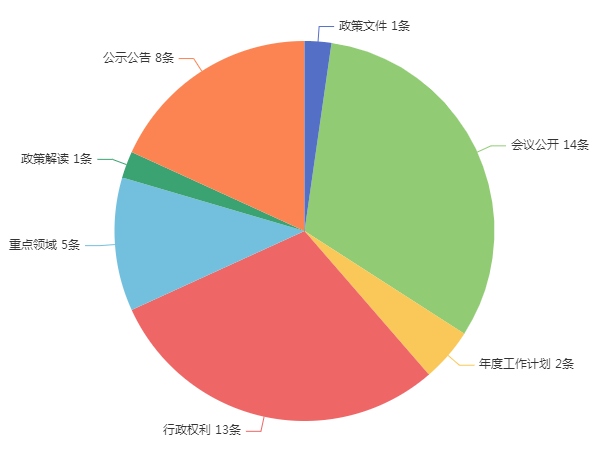 政策文件 1条
公示公告 8条
会议公开 14条
政策解读 1条
重点领域 5条
年度工作计划 2条
行政权利 13条